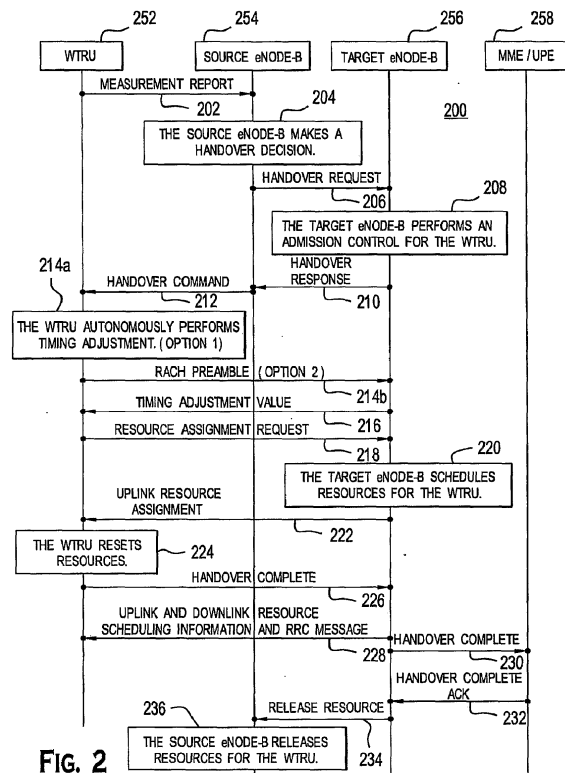 252
254
256
258
WTRU
SOURCE eNODE-B
TARGET eNODE-B
MME / UPE
MEASUREMENT REPORT
202
204
200
THE SOURCE eNODE-B MAKES A
HANDOVER DECISION.
HANDOVER REQUEST
206
208
THE TARGET eNODE-B PERFORMS AN
ADMISSION CONTROL FOR THE WTRU.
214a
HANDOVER COMMAND
212
HANDOVER
RESPONSE
210
THE WTRU AUTONOMOUSLY PERFORMS
TIMING ADJUSTMENT. (OPTION 1)
RACH PREAMBLE (OPTION 2)
214b
TIMING ADJUSTMENT VALUE
216
RESOURCE ASSIGNMENT REQUEST
218
220
THE TARGET eNODE-B SCHEDULES
RESOURCES FOR THE WTRU.
UPLINK RESOURCE
ASSIGNMENT
222
THE WTRU RESETS
RESOURCES.
224
HANDOVER COMPLETE
226
UPLINK AND DOWNLINK RESOURCE
SCHEDULING INFORMATION AND RRC MESSAGE
228
HANDOVER COMPLETE
230
HANDOVER COMPLETE
ACK
232
236
RELEASE RESOURCE
234
THE SOURCE eNODE-B RELEASES
RESOURCES FOR THE WTRU.
FIG. 2